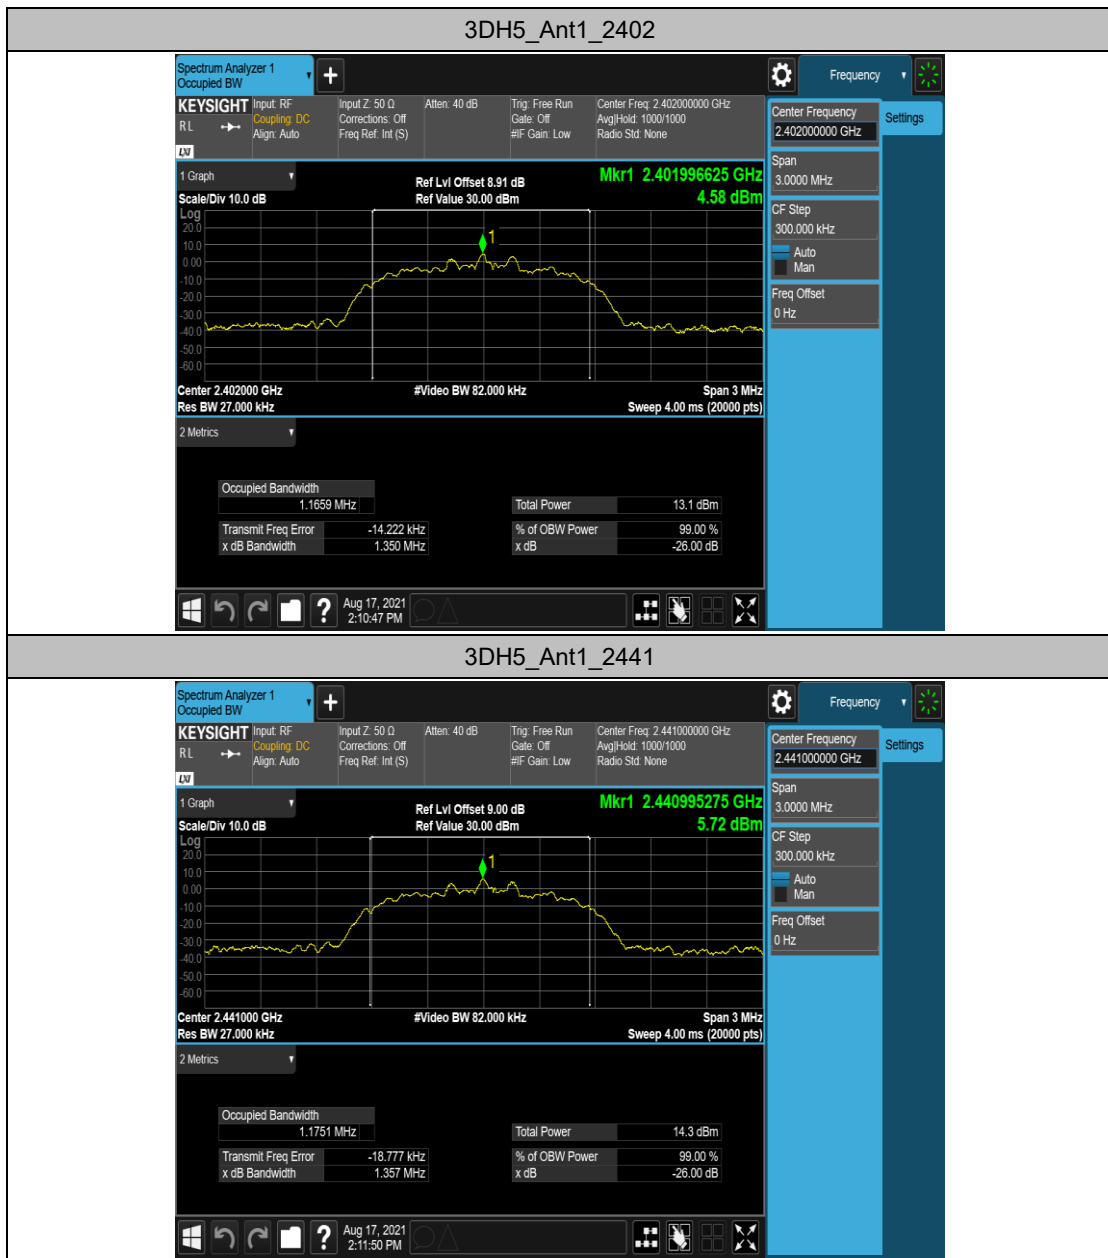 3DH5_Ant1_2402
Spectrum Analyzer 1
Occupied BW
+
Frequency
KEYSIGHT
RL
LXI
Input: RF
Coupling: DC
Align: Auto
Input Z: 50 Ω
Corrections: Off
Freq Ref: Int (S)
Atten: 40 dB
Trig: Free Run
Gate: Off
#IF Gain: Low
Center Freq: 2.402000000 GHz
Avg|Hold: 1000/1000
Radio Std: None
Center Frequency
2.402000000 GHz
Settings
Span
3.0000 MHz
CF Step
300.000 kHz
Auto
Man
Freq Offset
0 Hz
1 Graph
Scale/Div 10.0 dB
Ref Lvl Offset 8.91 dB
Ref Value 30.00 dBm
Mkr1 2.401996625 GHz
4.58 dBm
Log
20.0
10.0
0.00
-10.0
-20.0
-30.0
-40.0
-50.0
-60.0
1
Center 2.402000 GHz
#Video BW 82.000 kHz
Span 3 MHz
Res BW 27.000 kHz
Sweep 4.00 ms (20000 pts)
2 Metrics
Occupied Bandwidth
1.1659 MHz
Total Power 13.1 dBm
Transmit Freq Error -14.222 kHz
% of OBW Power 99.00 %
x dB Bandwidth 1.350 MHz
x dB -26.00 dB
?
Aug 17, 2021
2:10:47 PM
3DH5_Ant1_2441
Spectrum Analyzer 1
Occupied BW
+
Frequency
KEYSIGHT
RL
LXI
Input: RF
Coupling: DC
Align: Auto
Input Z: 50 Ω
Corrections: Off
Freq Ref: Int (S)
Atten: 40 dB
Trig: Free Run
Gate: Off
#IF Gain: Low
Center Freq: 2.441000000 GHz
Avg|Hold: 1000/1000
Radio Std: None
Center Frequency
2.441000000 GHz
Settings
Span
3.0000 MHz
CF Step
300.000 kHz
Auto
Man
Freq Offset
0 Hz
1 Graph
Scale/Div 10.0 dB
Ref Lvl Offset 9.00 dB
Ref Value 30.00 dBm
Mkr1 2.440995275 GHz
5.72 dBm
Log
20.0
10.0
0.00
-10.0
-20.0
-30.0
-40.0
-50.0
-60.0
1
Center 2.441000 GHz
#Video BW 82.000 kHz
Span 3 MHz
Res BW 27.000 kHz
Sweep 4.00 ms (20000 pts)
2 Metrics
Occupied Bandwidth
1.1751 MHz
Total Power 14.3 dBm
Transmit Freq Error -18.777 kHz
% of OBW Power 99.00 %
x dB Bandwidth 1.357 MHz
x dB -26.00 dB
?
Aug 17, 2021
2:11:50 PM